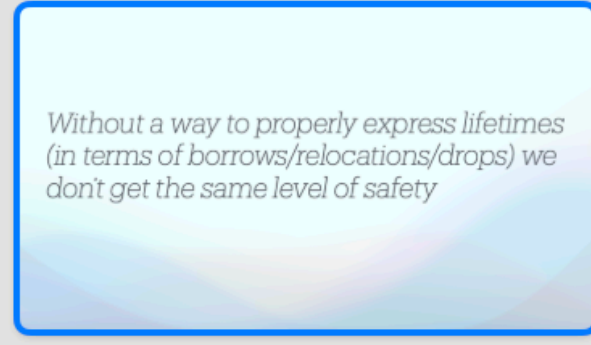 Without a way to properly express lifetimes
(in terms of borrows/relocations/drops) we
don't get the same level of safety